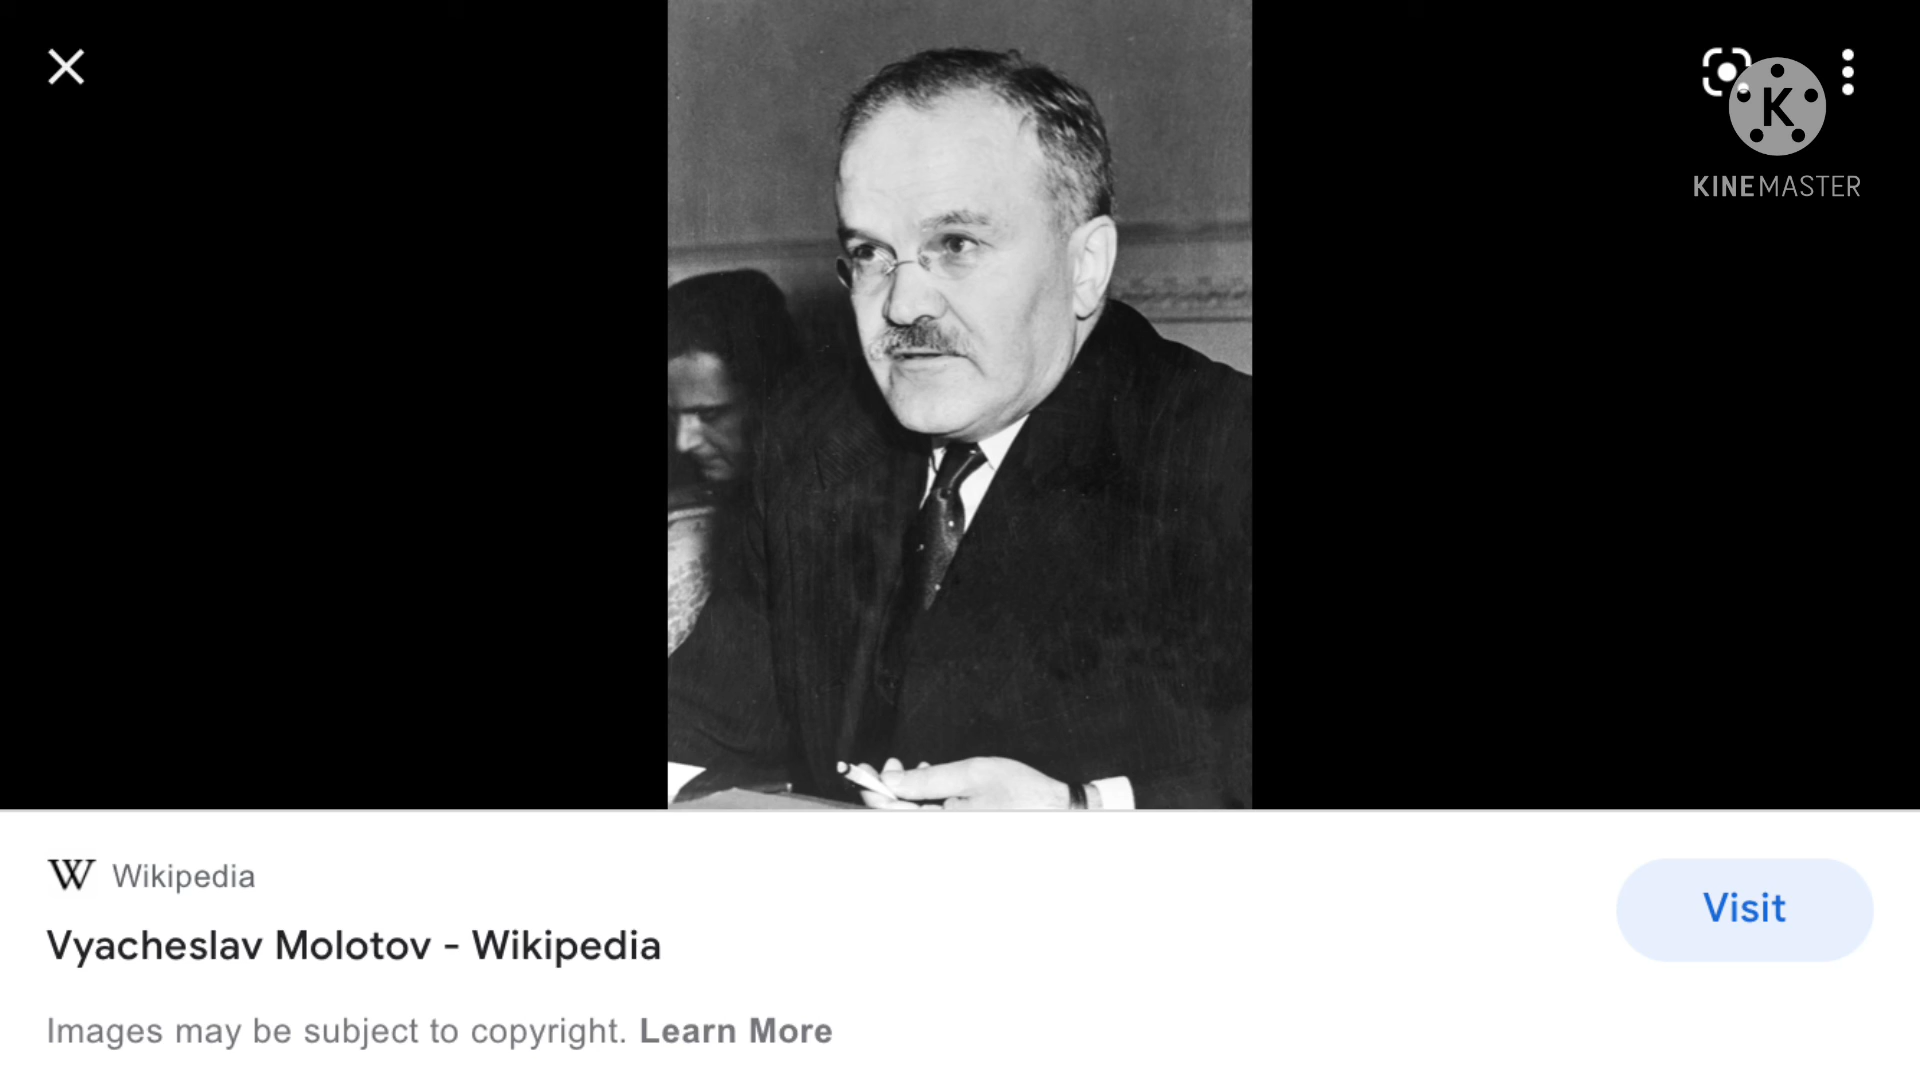 K
KINEMASTER
W Wikipedia
Visit
Vyacheslav Molotov - Wikipedia
Images may be subject to copyright. Learn More